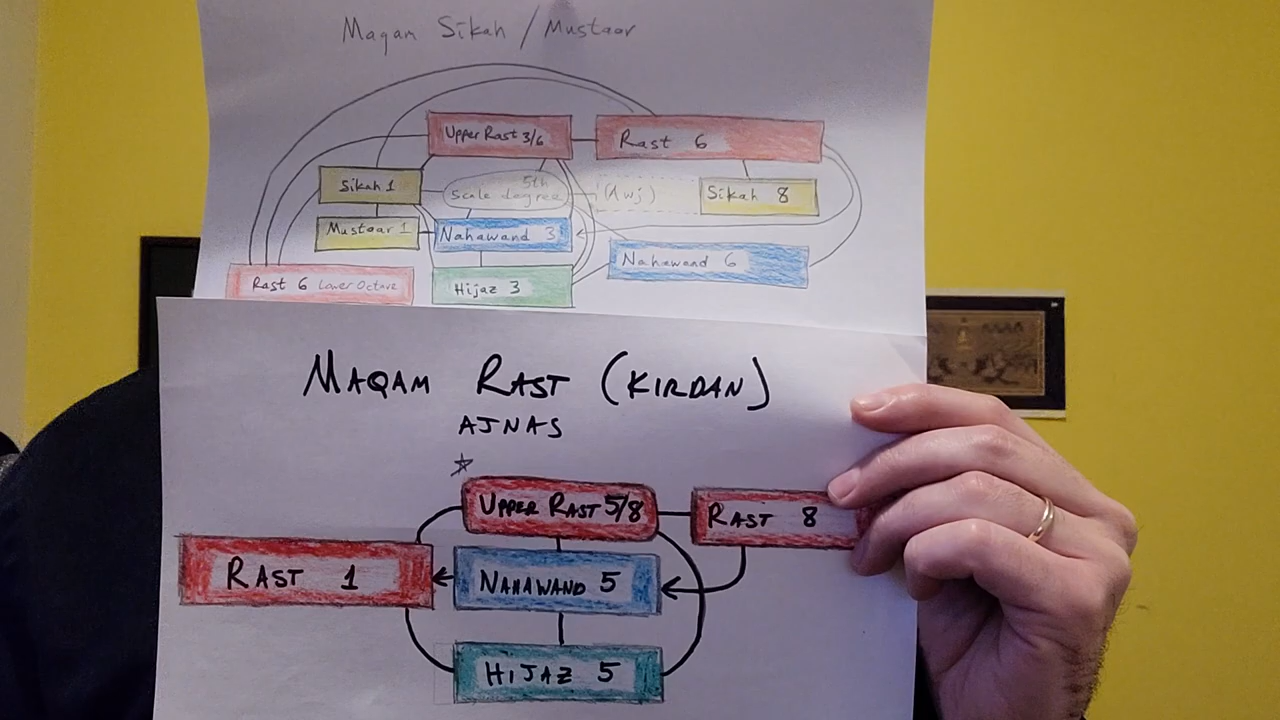 Maqam Sikah / Mustaar
Upper Rast 3/6
Rast 6
Sikah 1
5th
scale degree
(Awj)
Sikah 8
Mustaar 1
Nahawand 3
Nahawand 6
Rast 6 Lower Octave
Hijaz 3
MAQAM RAST (KIRDAN)
AJNAS
UPPER RAST 5/8
RAST 8
RAST 1
NAHAWAND 5
HIJAZ 5